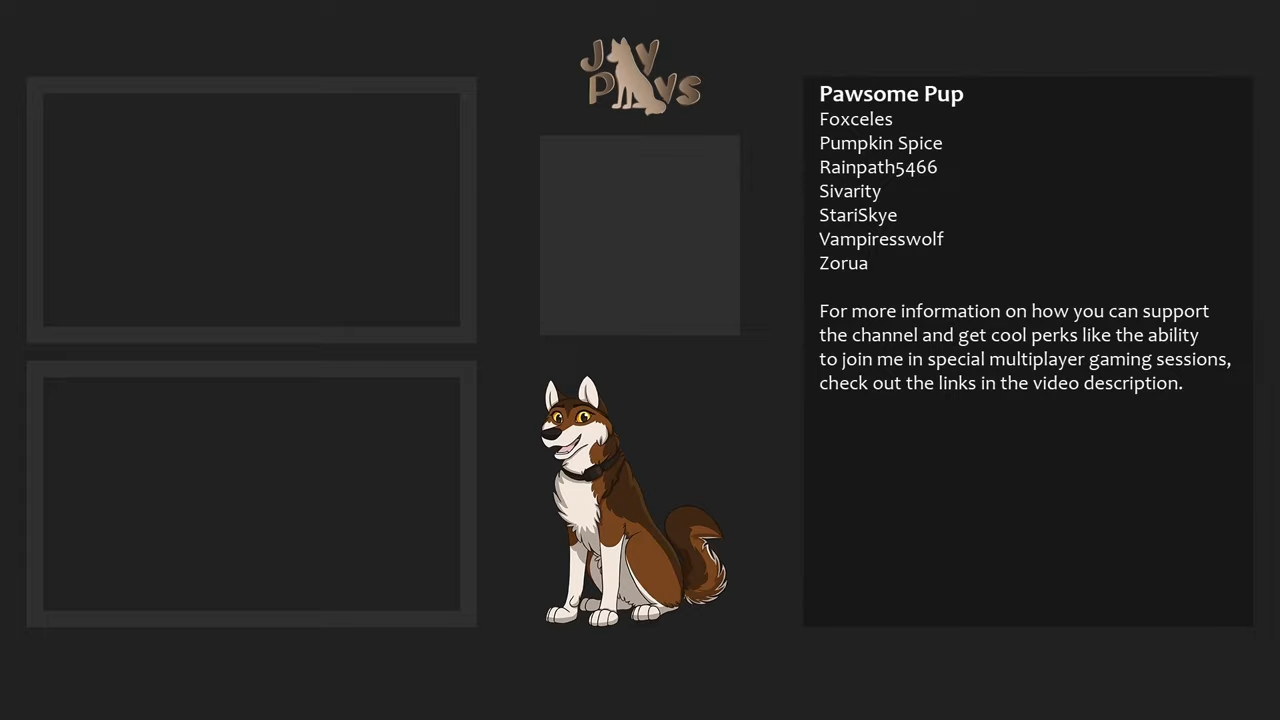 JAY
PAWS
Pawsome Pup
Foxceles
Pumpkin Spice
Rainpath5466
Sivarity
StariSkye
Vampiresswolf
Zorua
For more information on how you can support
the channel and get cool perks like the ability
to join me in special multiplayer gaming sessions,
check out the links in the video description.